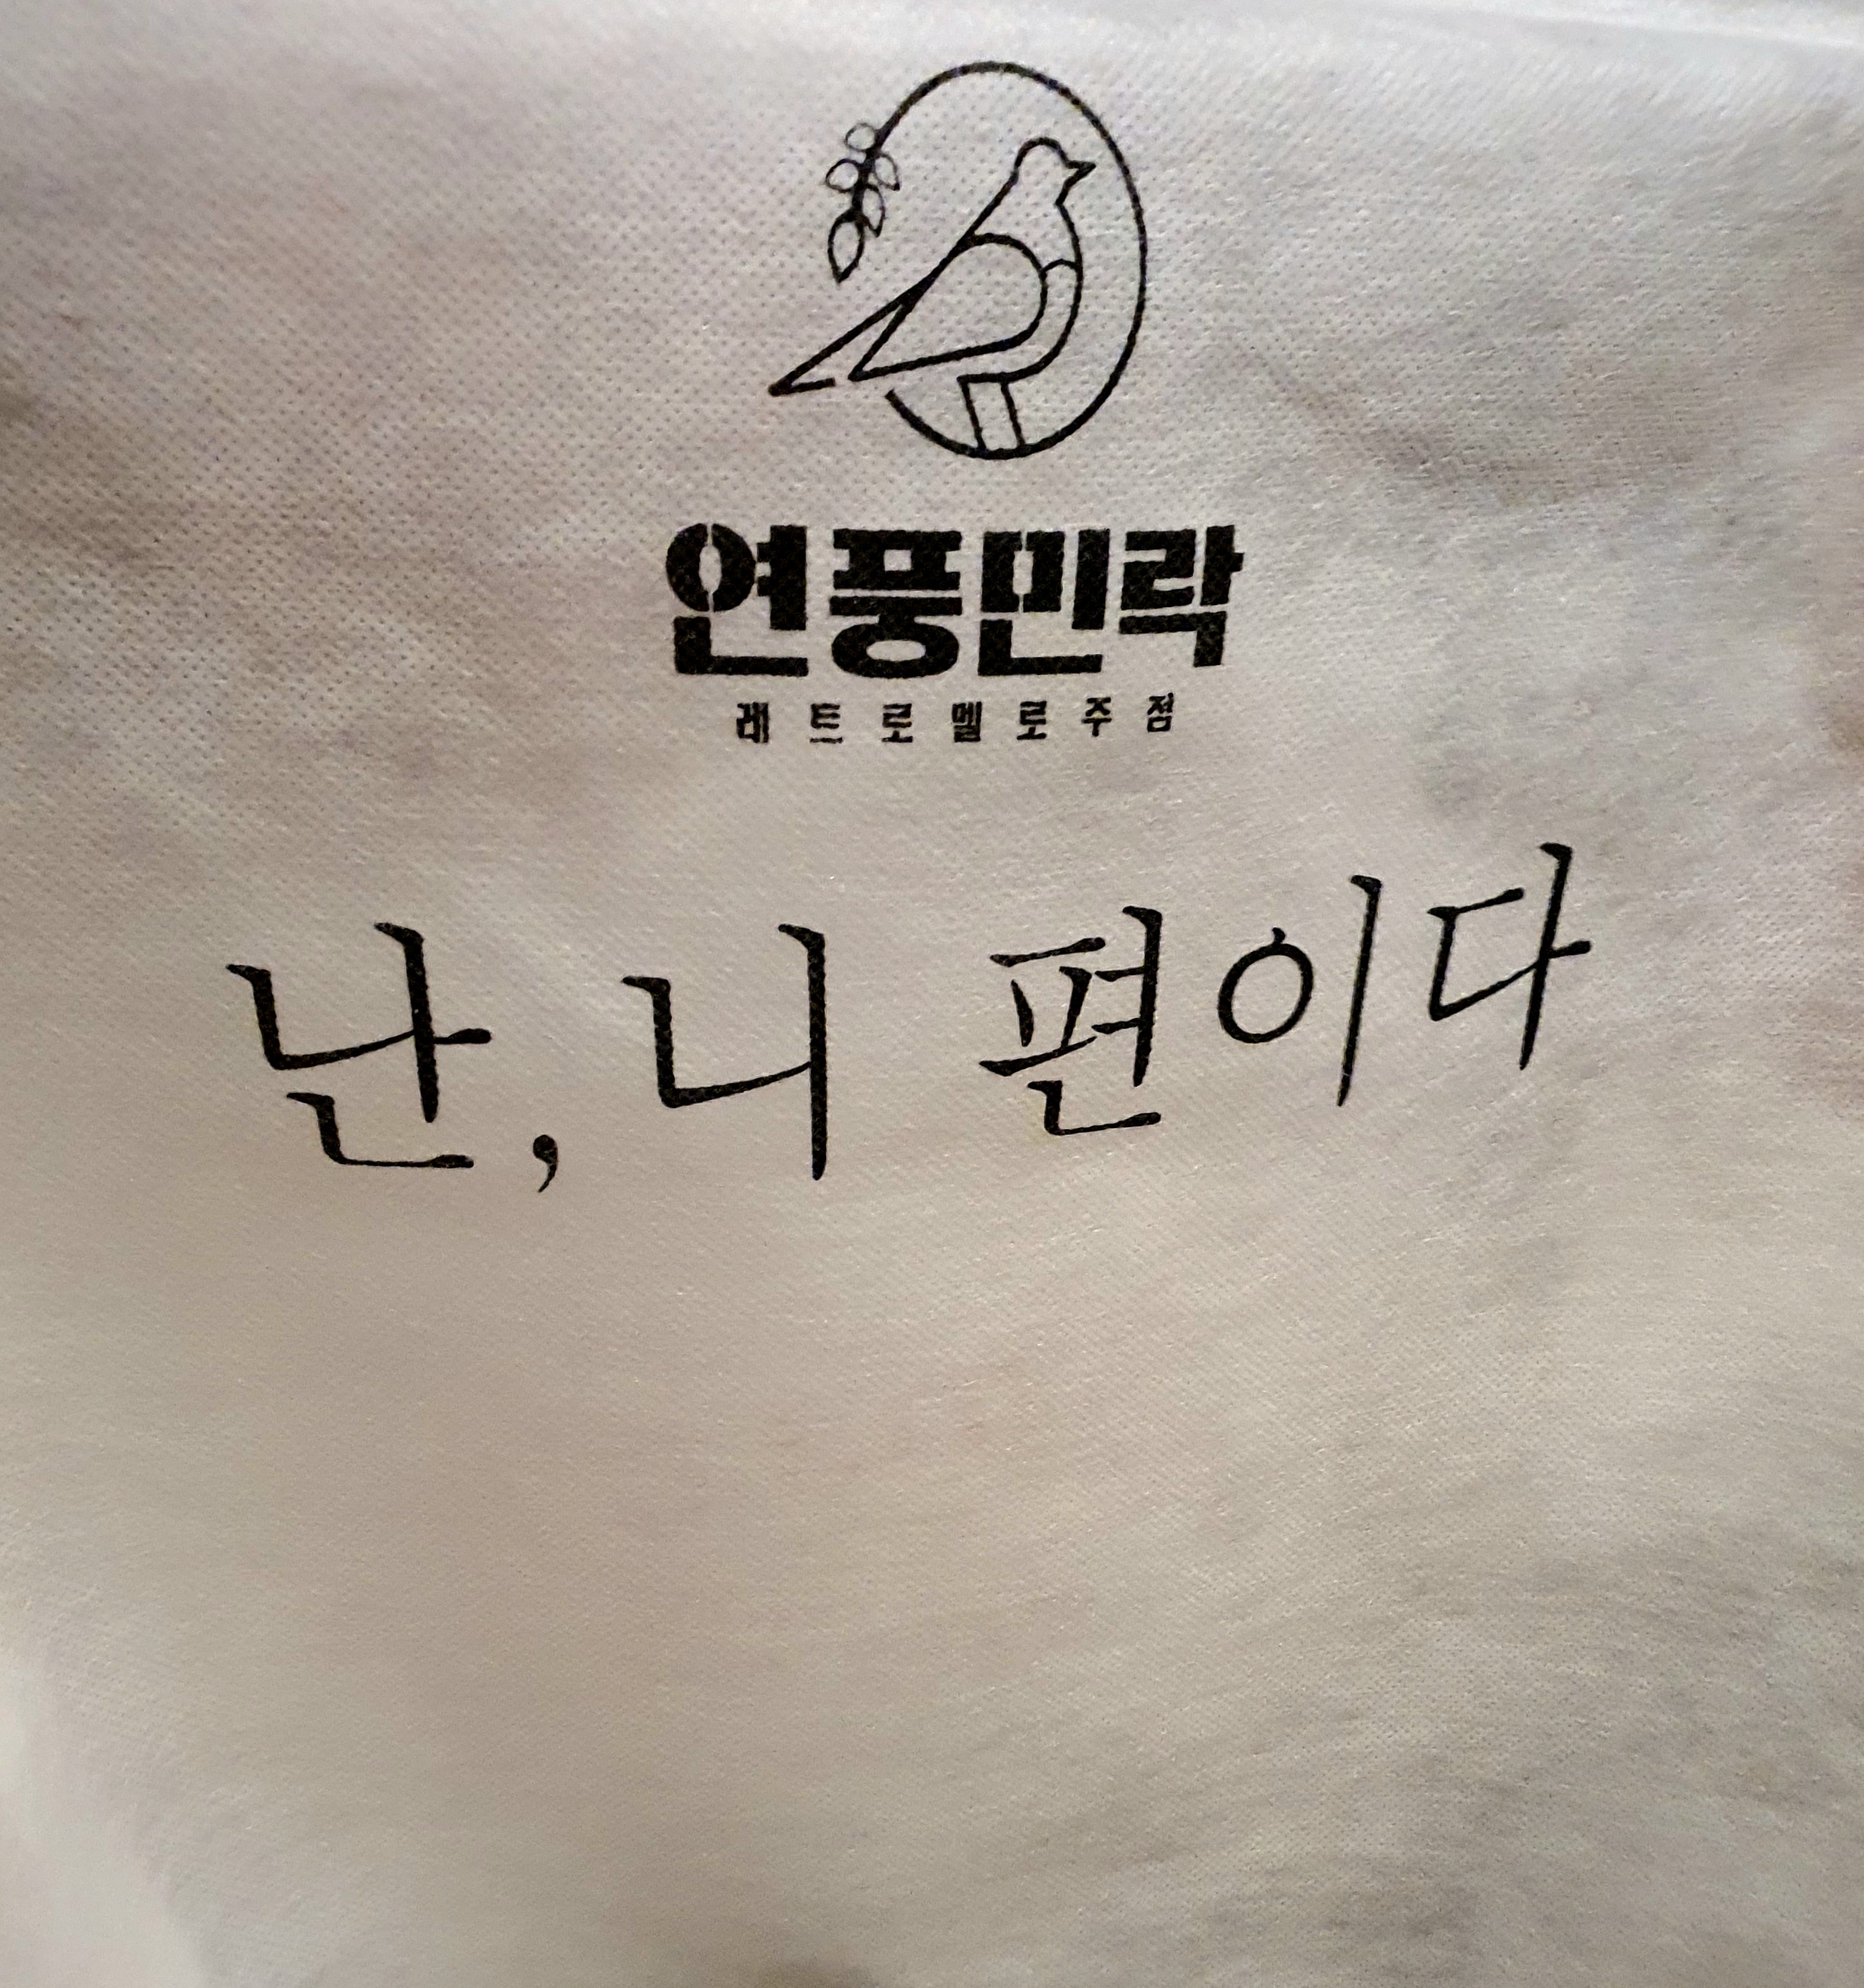 연풍민락
레트로멜로주점
난, 니 편이다